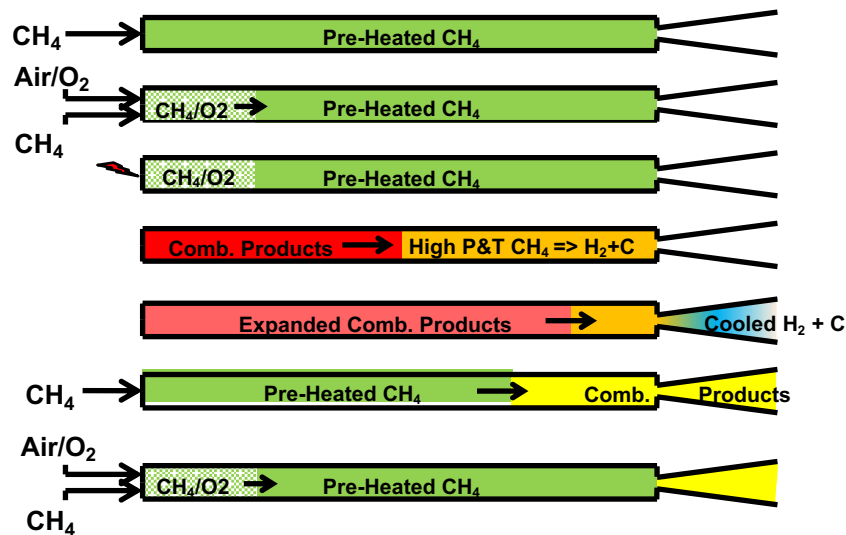 CH₄ Pre-Heated CH₄
Air/O₂
CH₄/O2 Pre-Heated CH₄
CH₄
CH₄/O2 Pre-Heated CH₄
Comb. Products High P&T CH₄ => H₂+C
Expanded Comb. Products Cooled H₂ + C
CH₄ Pre-Heated CH₄ Comb. Products
Air/O₂
CH₄/O2 Pre-Heated CH₄
CH₄